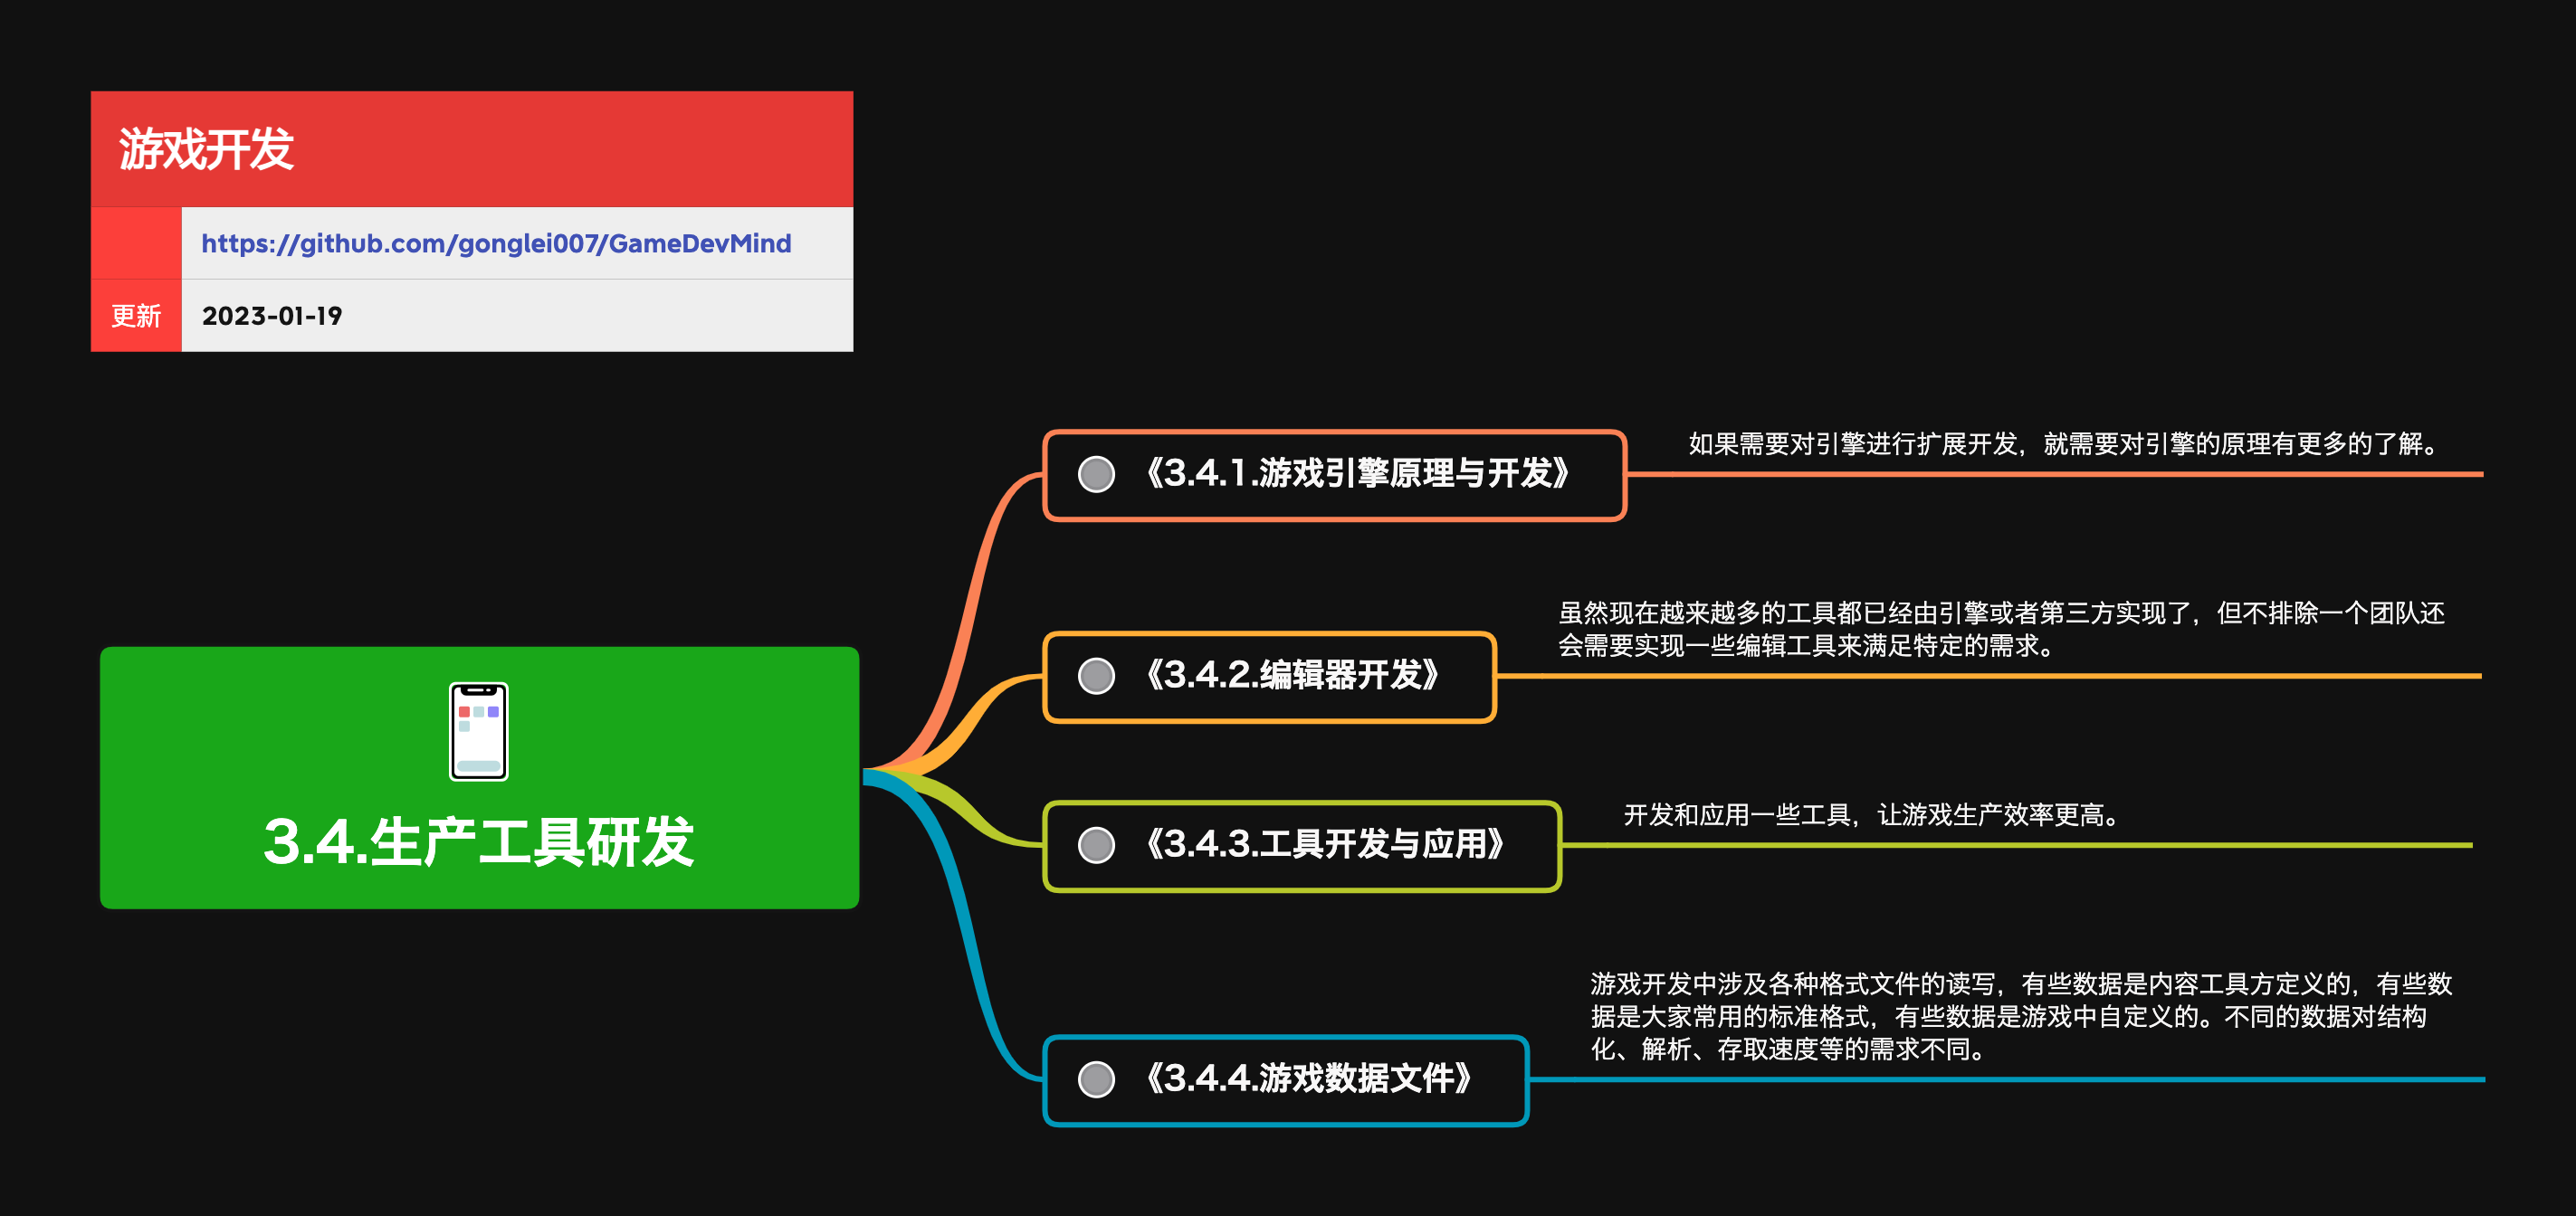 游戏开发
https://github.com/gonglei007/GameDevMind
更新 2023-01-19
3.4.生产工具研发
《3.4.1.游戏引擎原理与开发》
如果需要对引擎进行扩展开发，就需要对引擎的原理有更多的了解。
《3.4.2.编辑器开发》
虽然现在越来越多的工具都已经由引擎或者第三方实现了，但不排除一个团队还
会需要实现一些编辑工具来满足特定的需求。
《3.4.3.工具开发与应用》
开发和应用一些工具，让游戏生产效率更高。
《3.4.4.游戏数据文件》
游戏开发中涉及各种格式文件的读写，有些数据是内容工具方定义的，有些数
据是大家常用的标准格式，有些数据是游戏中自定义的。不同的数据对结构
化、解析、存取速度等的需求不同。